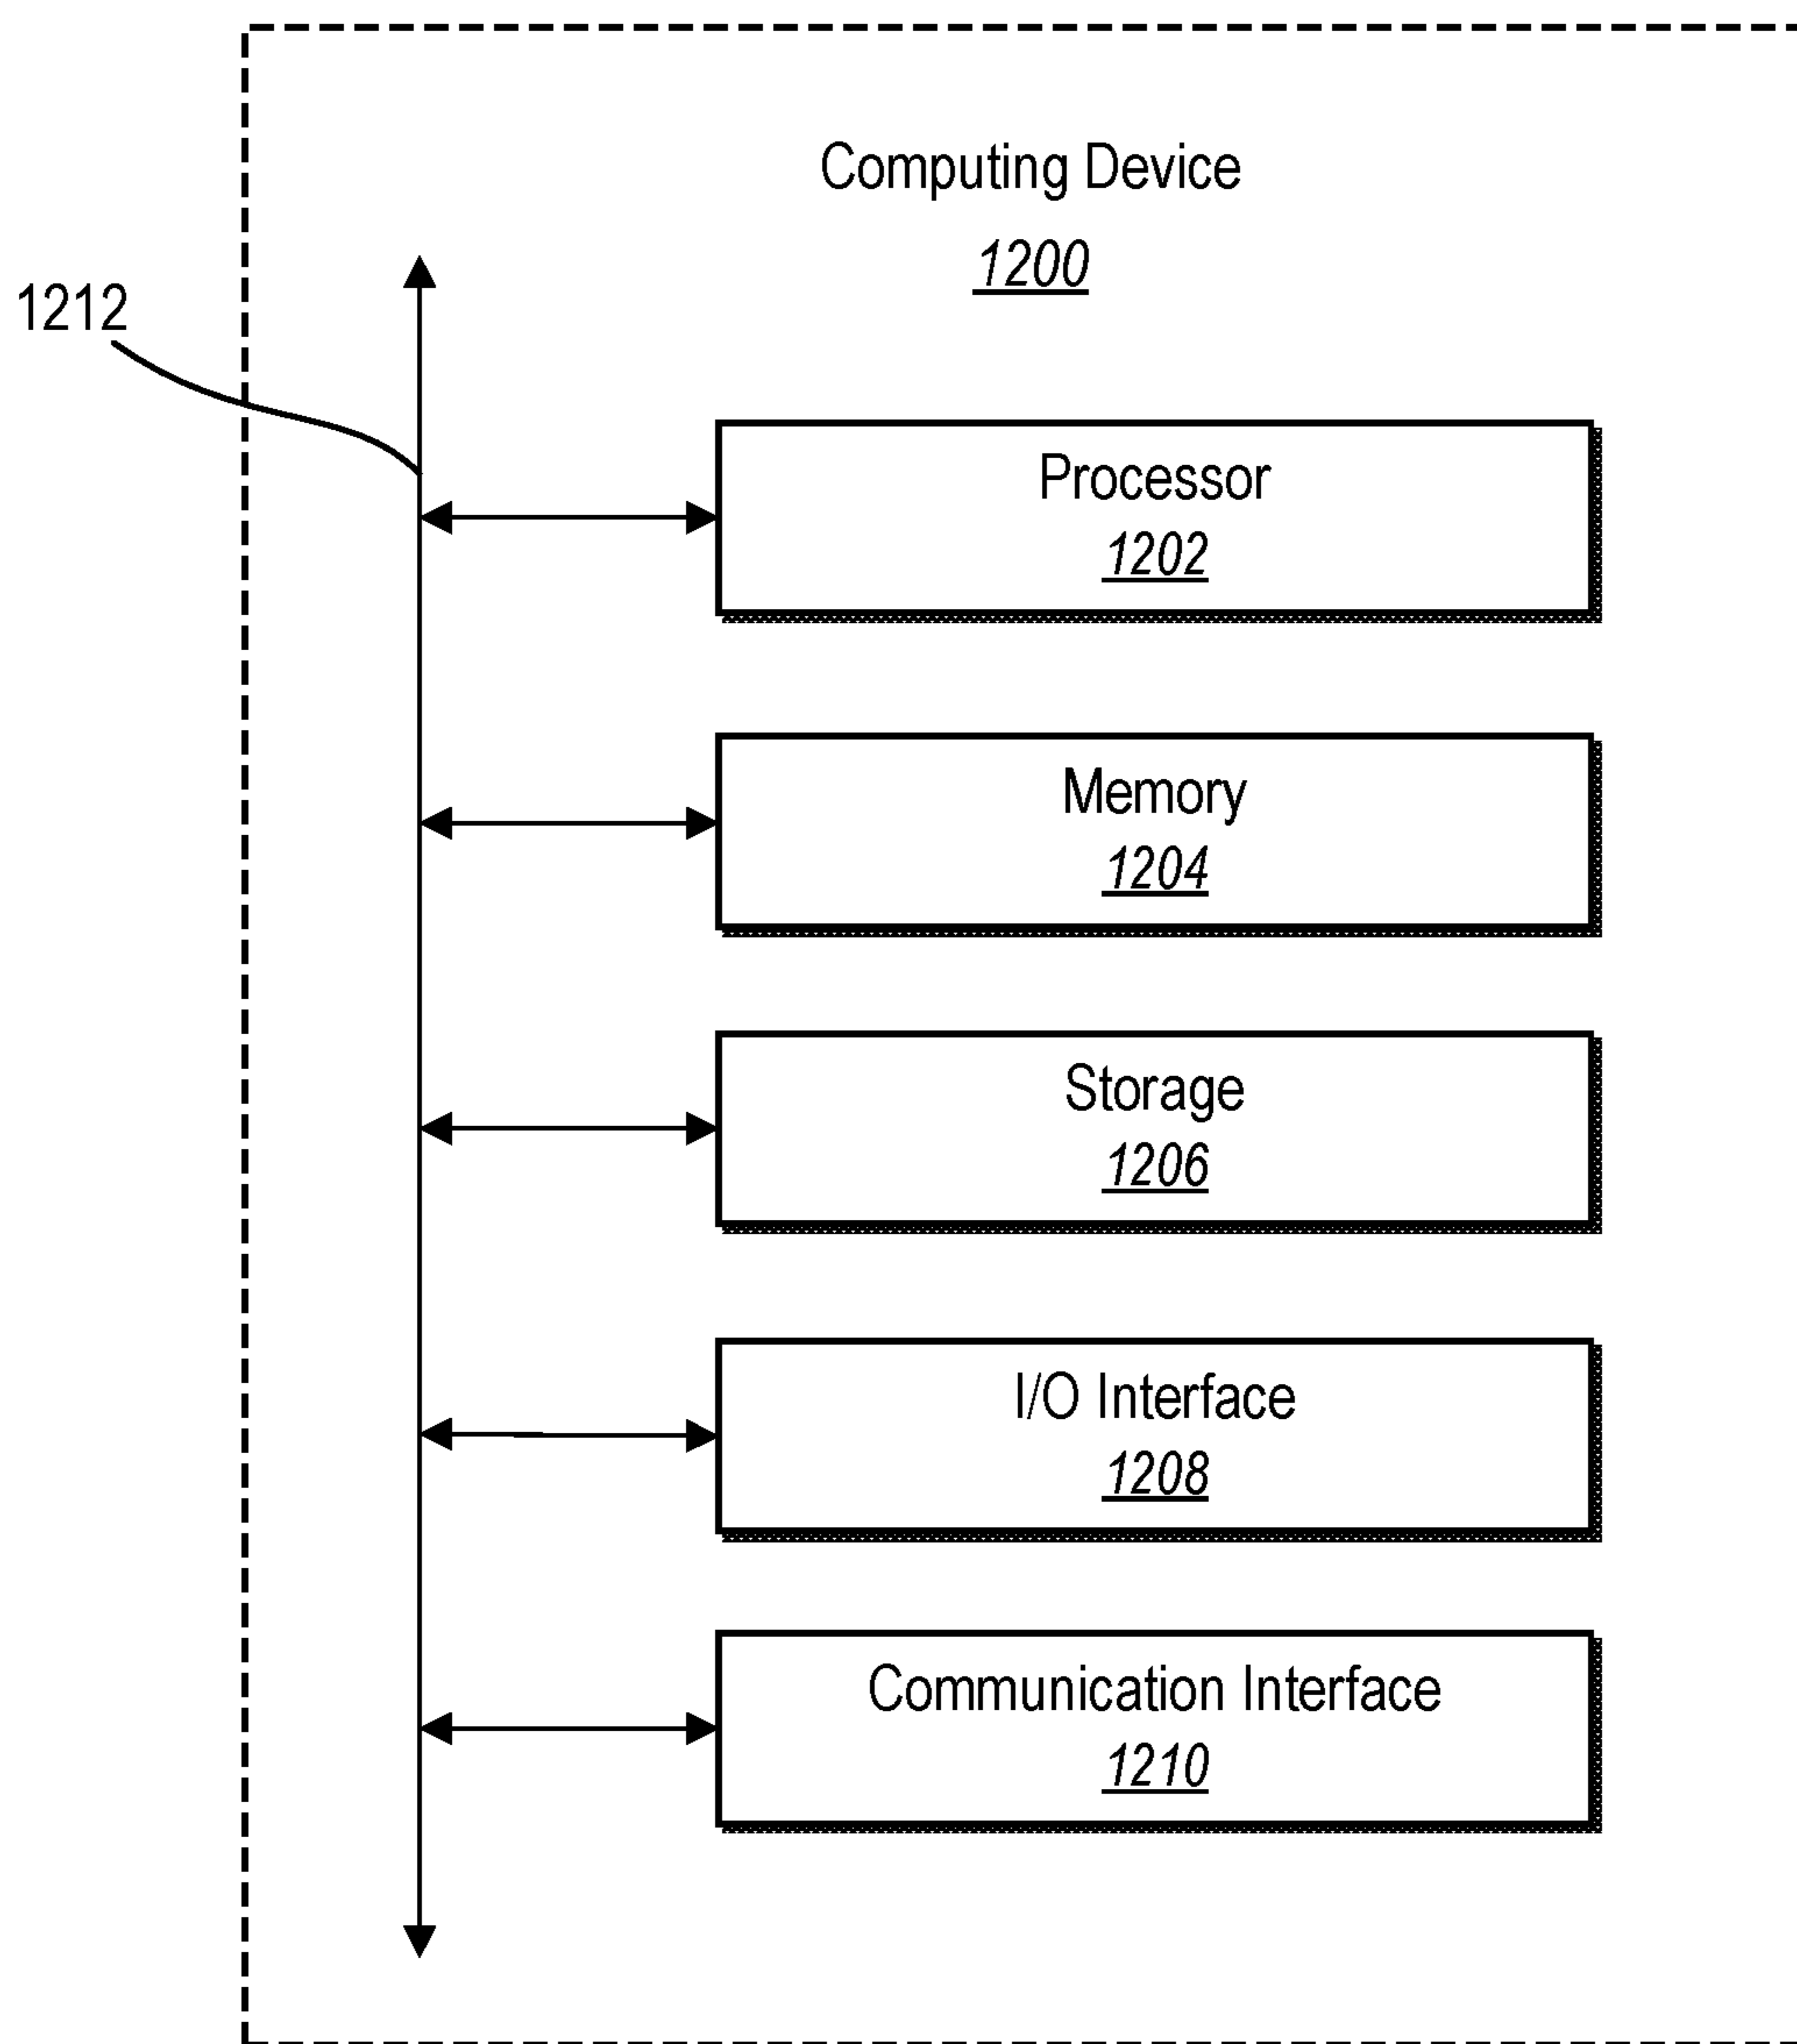 Computing Device
1200
1212
Processor
1202
Memory
1204
Storage
1206
I/O Interface
1208
Communication Interface
1210